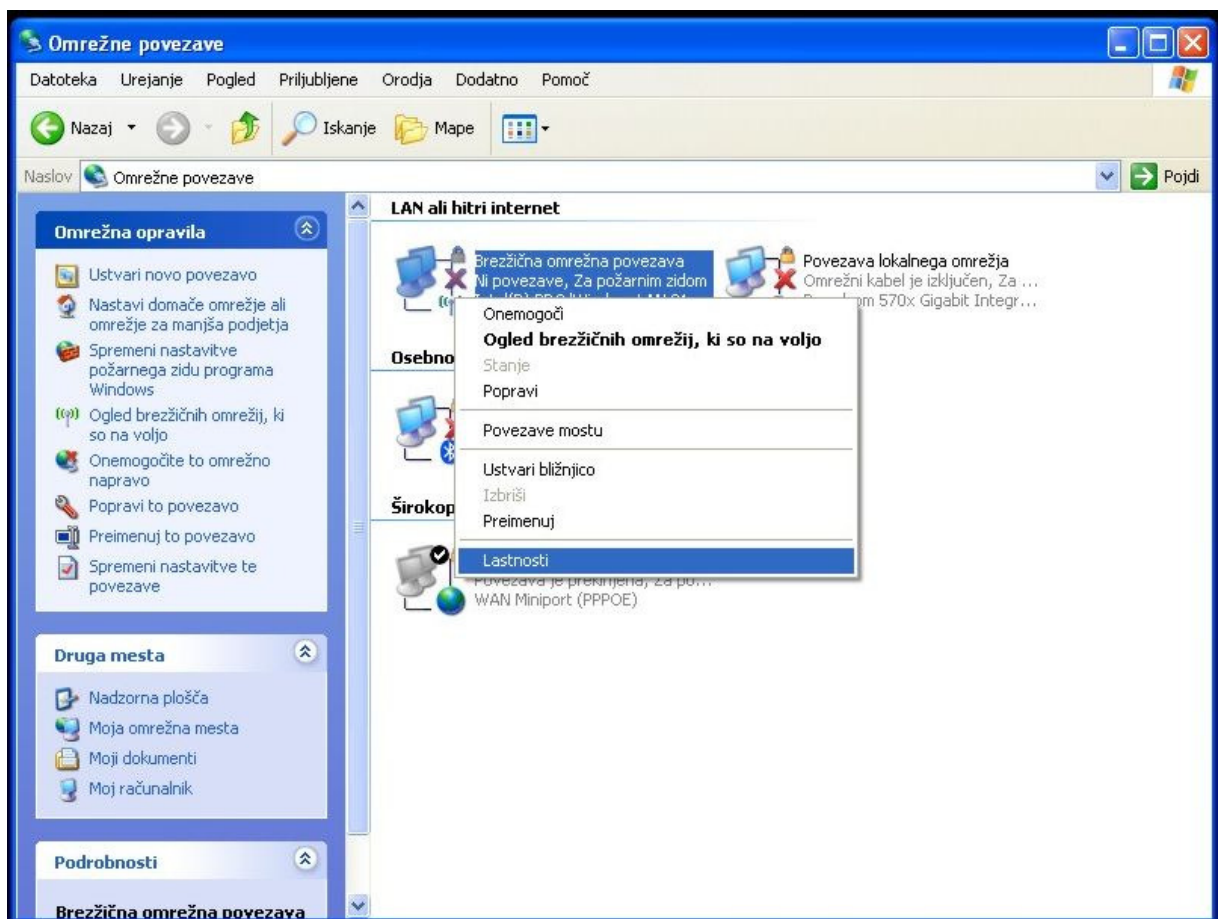 Omrežne povezave
Datoteka Urejanje Pogled Priljubljene Orodja Dodatno Pomoč
Nazaj Iskanje Mape
Naslov Omrežne povezave Pojdi
Omrežna opravila
Ustvari novo povezavo
Nastavi domače omrežje ali
omrežje za manjša podjetja
Spremeni nastavitve
požarnega zidu programa
Windows
Ogled brezžičnih omrežij, ki
so na voljo
Onemogočite to omrežno
napravo
Popravi to povezavo
Preimenuj to povezavo
Spremeni nastavitve te
povezave
Druga mesta
Nadzorna plošča
Moja omrežna mesta
Moji dokumenti
Moj računalnik
Podrobnosti
Brezžična omrežna povezava
LAN ali hitri internet
Brezžična omrežna povezava
Ni povezave, Za požarnim zidom
Povezava lokalnega omrežja
Omrežni kabel je izključen, Za ...
570x Gigabit Integr...
Onemogoči
Ogled brezžičnih omrežij, ki so na voljo
Stanje
Popravi
Povezave mostu
Ustvari bližnjico
Izbriši
Preimenuj
Lastnosti
Osebno
Širokop
Povezava je prekinjena, Za po...
WAN Miniport (PPPOE)